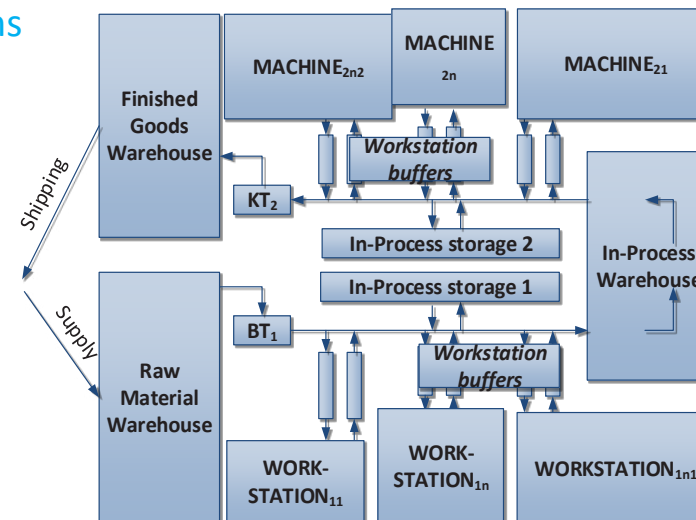 ns
MACHINE₂ₙ₂
MACHINE
₂ₙ
MACHINE₂₁
Finished
Goods
Warehouse
Workstation
buffers
KT₂
Shipping
In-Process storage 2
In-Process
Warehouse
In-Process storage 1
Supply
BT₁
Workstation
buffers
Raw
Material
Warehouse
WORK-
STATION₁₁
WORK-
STATION₁ₙ
WORKSTATION₁ₙ₁